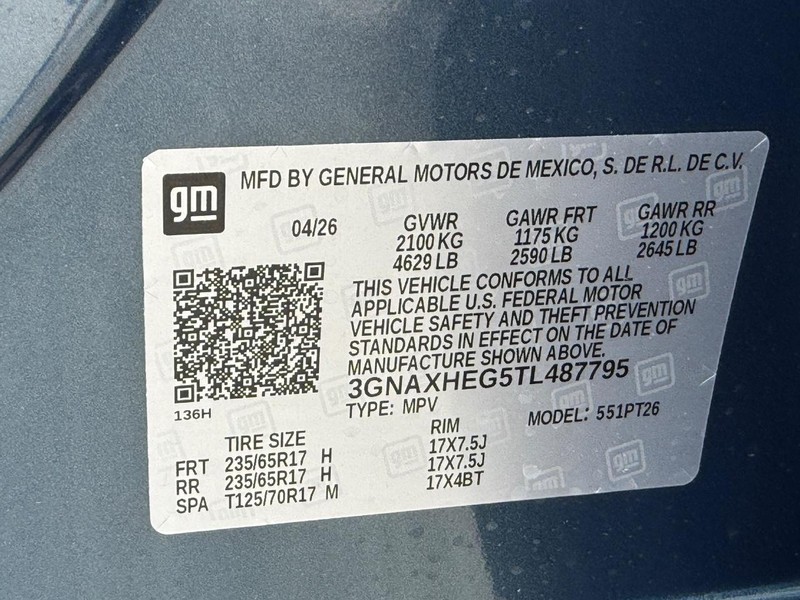 gm MFD BY GENERAL MOTORS DE MEXICO, S. DE R.L. DE C.V.
04/26 GVWR GAWR FRT GAWR RR
2100 KG 1175 KG 1200 KG
4629 LB 2590 LB 2645 LB
THIS VEHICLE CONFORMS TO ALL
APPLICABLE U.S. FEDERAL MOTOR
VEHICLE SAFETY AND THEFT PREVENTION
STANDARDS IN EFFECT ON THE DATE OF
MANUFACTURE SHOWN ABOVE.
3GNAXHEG5TL487795
136H TYPE: MPV MODEL: 551PT26
TIRE SIZE RIM
FRT 235/65R17 H 17X7.5J
RR 235/65R17 H 17X7.5J
SPA T125/70R17 M 17X4BT